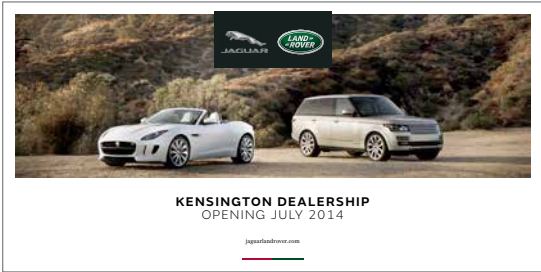 JAGUAR
LAND-
ROVER
KENSINGTON DEALERSHIP
OPENING JULY 2014
jaguarlandrover.com